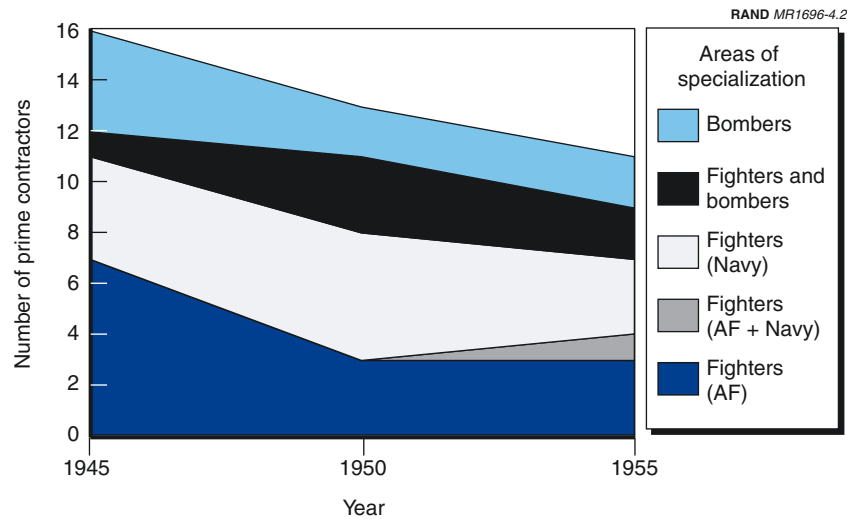 RAND MR1696-4.2
Number of prime contractors
16
14
12
10
8
6
4
2
0
1945
1950
1955
Year
Areas of
specialization
Bombers
Fighters and
bombers
Fighters
(Navy)
Fighters
(AF + Navy)
Fighters
(AF)